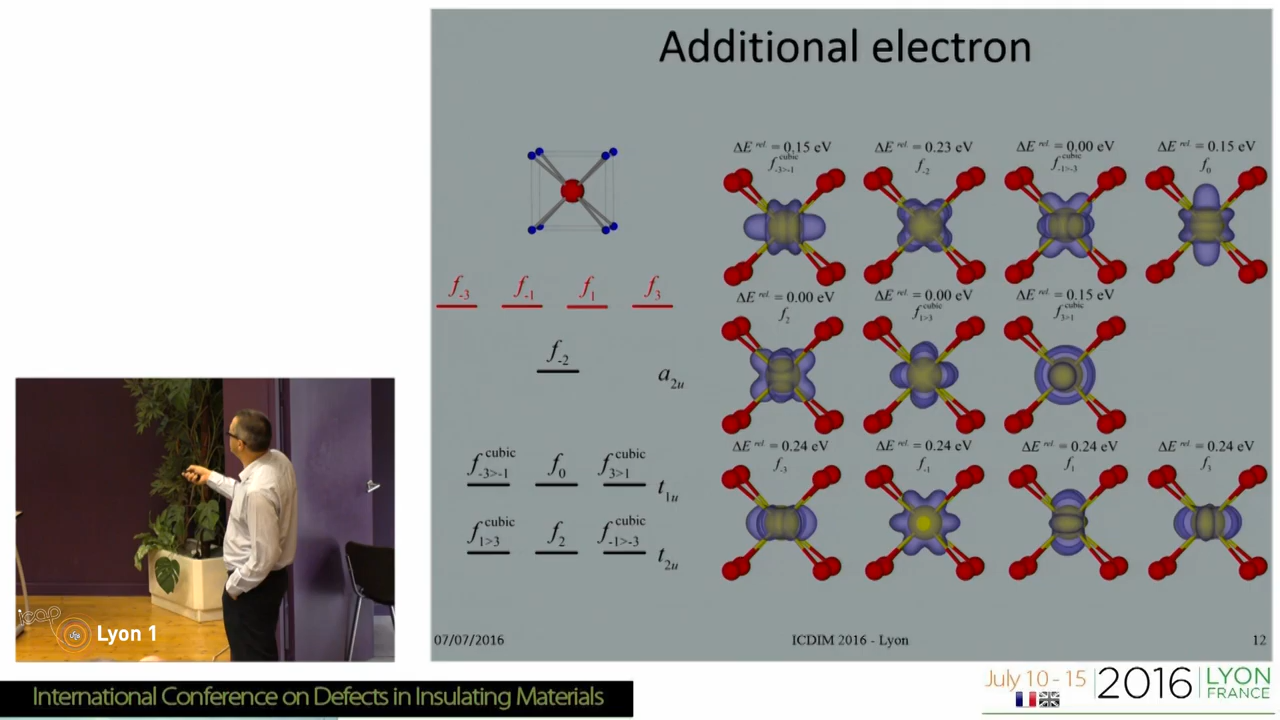 Additional electron
ΔE rel. = 0.15 eV
f cubic -3>-1
ΔE rel. = 0.23 eV
f-2
ΔE rel. = 0.00 eV
f cubic -1>-3
ΔE rel. = 0.15 eV
f0
f-3 f-1 f1 f3
ΔE rel. = 0.00 eV
f2
ΔE rel. = 0.00 eV
f cubic 1>3
ΔE rel. = 0.15 eV
f cubic 3>1
f-2
a2u
f cubic -3>-1 f0 f cubic 3>1 t1u
f cubic 1>3 f2 f cubic -1>-3 t2u
ΔE rel. = 0.24 eV
f-3
ΔE rel. = 0.24 eV
f-1
ΔE rel. = 0.24 eV
f1
ΔE rel. = 0.24 eV
f3
07/07/2016
ICDIM 2016 - Lyon
12
icap
Lyon 1
International Conference on Defects in Insulating Materials
July 10 - 15
2016
LYON
FRANCE